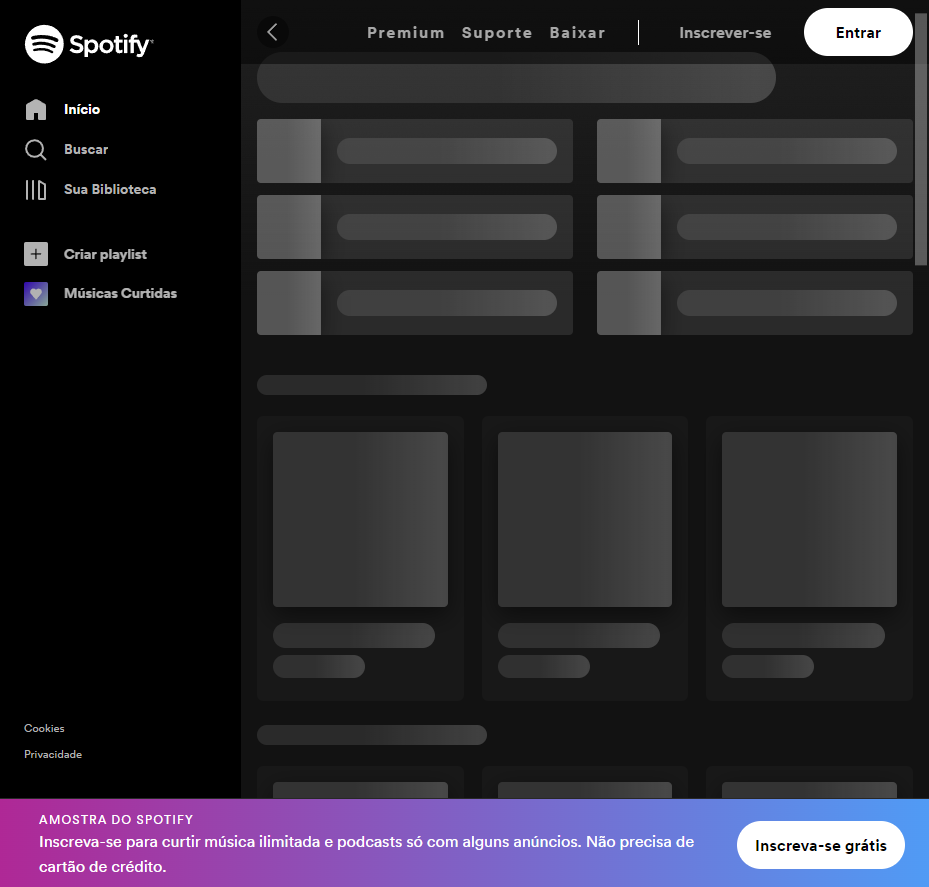 Spotify
Início
Buscar
Sua Biblioteca
Criar playlist
Músicas Curtidas
Cookies
Privacidade
Premium
Suporte
Baixar
Inscrever-se
Entrar
AMOSTRA DO SPOTIFY
Inscreva-se para curtir música ilimitada e podcasts só com alguns anúncios. Não precisa de
cartão de crédito.
Inscreva-se grátis